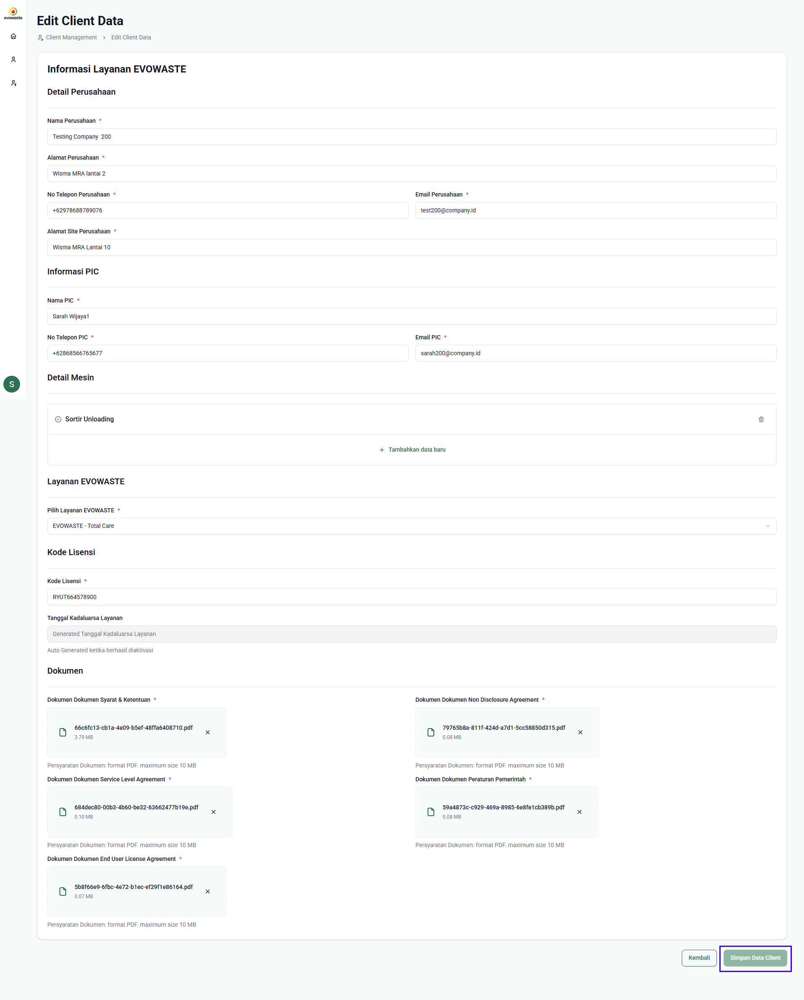 evowaste
Edit Client Data
Client Management > Edit Client Data
Informasi Layanan EVOWASTE
Detail Perusahaan
Nama Perusahaan *
Testing Company  200
Alamat Perusahaan *
Wisma MRA lantai 2
No Telepon Perusahaan * Email Perusahaan *
+62978688789076 test200@company.id
Alamat Site Perusahaan *
Wisma MRA Lantai 10
Informasi PIC
Nama PIC *
Sarah Wijaya1
No Telepon PIC * Email PIC *
+62868566765677 sarah200@company.id
Detail Mesin
S
Sortir Unloading
+ Tambahkan data baru
Layanan EVOWASTE
Pilih Layanan EVOWASTE *
EVOWASTE - Total Care
Kode Lisensi
Kode Lisensi *
RYUT664578900
Tanggal Kadaluarsa Layanan
Generated Tanggal Kadaluarsa Layanan
Auto Generated ketika berhasil diaktivasi
Dokumen
Dokumen Dokumen Syarat & Ketentuan * Dokumen Dokumen Non Disclosure Agreement *
66c6fc13-cb1a-4e09-b5ef-48ffa6408710.pdf 79765b8a-811f-424d-a7d1-5cc58850d315.pdf
3.79 MB 0.08 MB
Persyaratan Dokumen: format PDF. maximum size 10 MB Persyaratan Dokumen: format PDF. maximum size 10 MB
Dokumen Dokumen Service Level Agreement * Dokumen Dokumen Peraturan Pemerintah *
684dec80-00b3-4b60-be32-63662477b19e.pdf 59a4873c-c929-469a-8985-6e8fe1cb389b.pdf
0.10 MB 0.08 MB
Persyaratan Dokumen: format PDF. maximum size 10 MB Persyaratan Dokumen: format PDF. maximum size 10 MB
Dokumen Dokumen End User License Agreement *
5b8f66e9-6fbc-4e72-b1ec-ef29f1e86164.pdf
0.07 MB
Persyaratan Dokumen: format PDF. maximum size 10 MB
Kembali Simpan Data Client